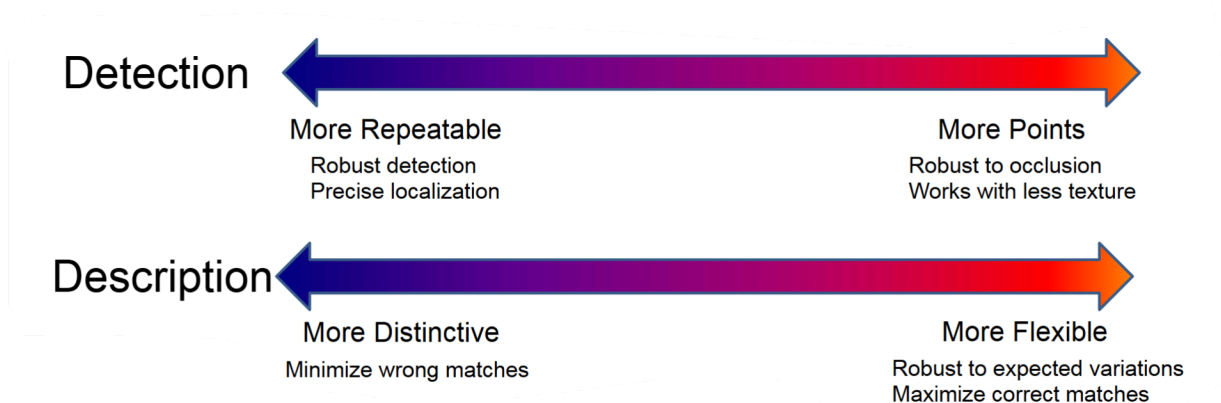 Detection
More Repeatable
Robust detection
Precise localization
More Points
Robust to occlusion
Works with less texture
Description
More Distinctive
Minimize wrong matches
More Flexible
Robust to expected variations
Maximize correct matches